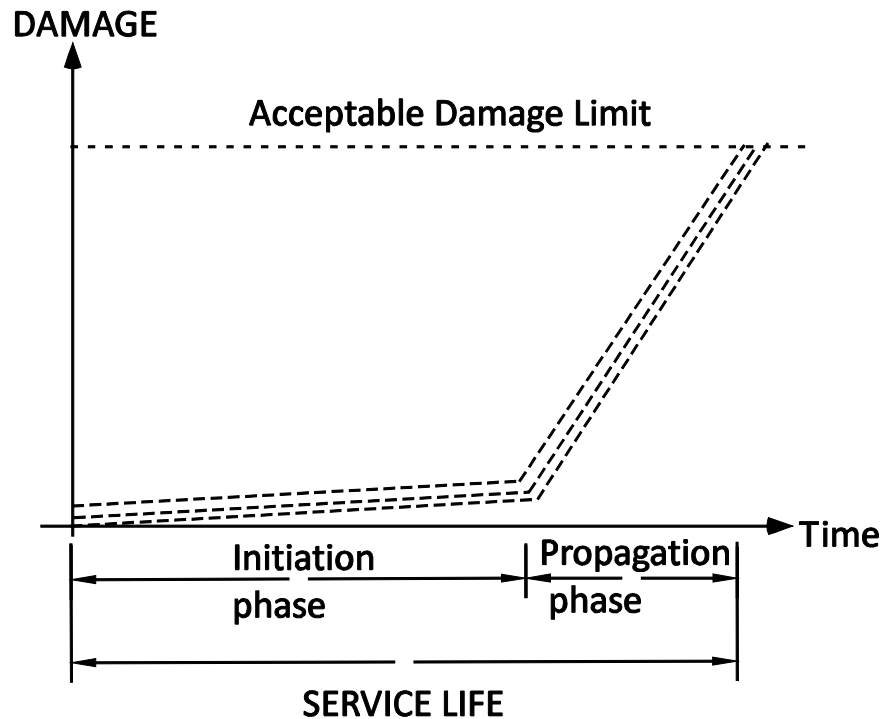 DAMAGE
Acceptable Damage Limit
Time
Initiation
phase
Propagation
phase
SERVICE LIFE